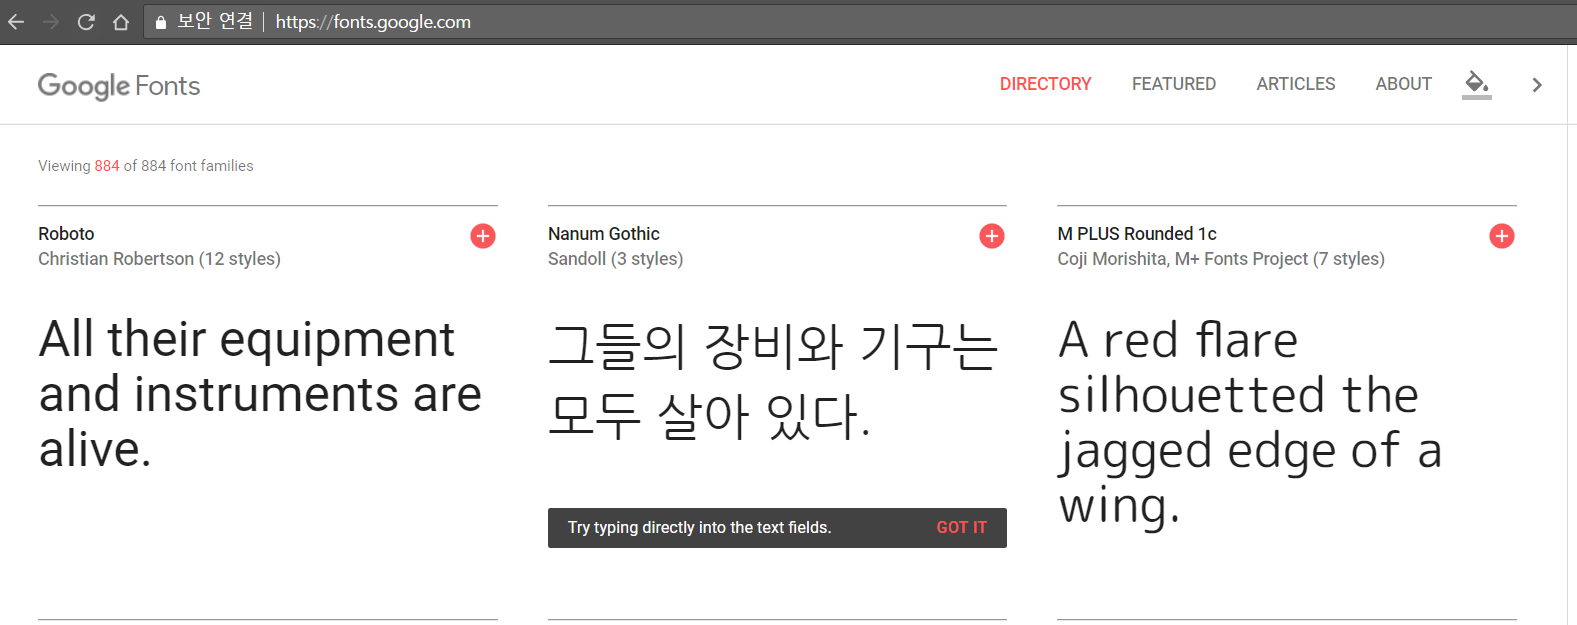 보안 연결 | https://fonts.google.com
Google Fonts
DIRECTORY FEATURED ARTICLES ABOUT
Viewing 884 of 884 font families
Roboto
Christian Robertson (12 styles)
All their equipment
and instruments are
alive.
Nanum Gothic
Sandoll (3 styles)
그들의 장비와 기구는
모두 살아 있다.
Try typing directly into the text fields. GOT IT
M PLUS Rounded 1c
Coji Morishita, M+ Fonts Project (7 styles)
A red flare
silhouetted the
jagged edge of a
wing.